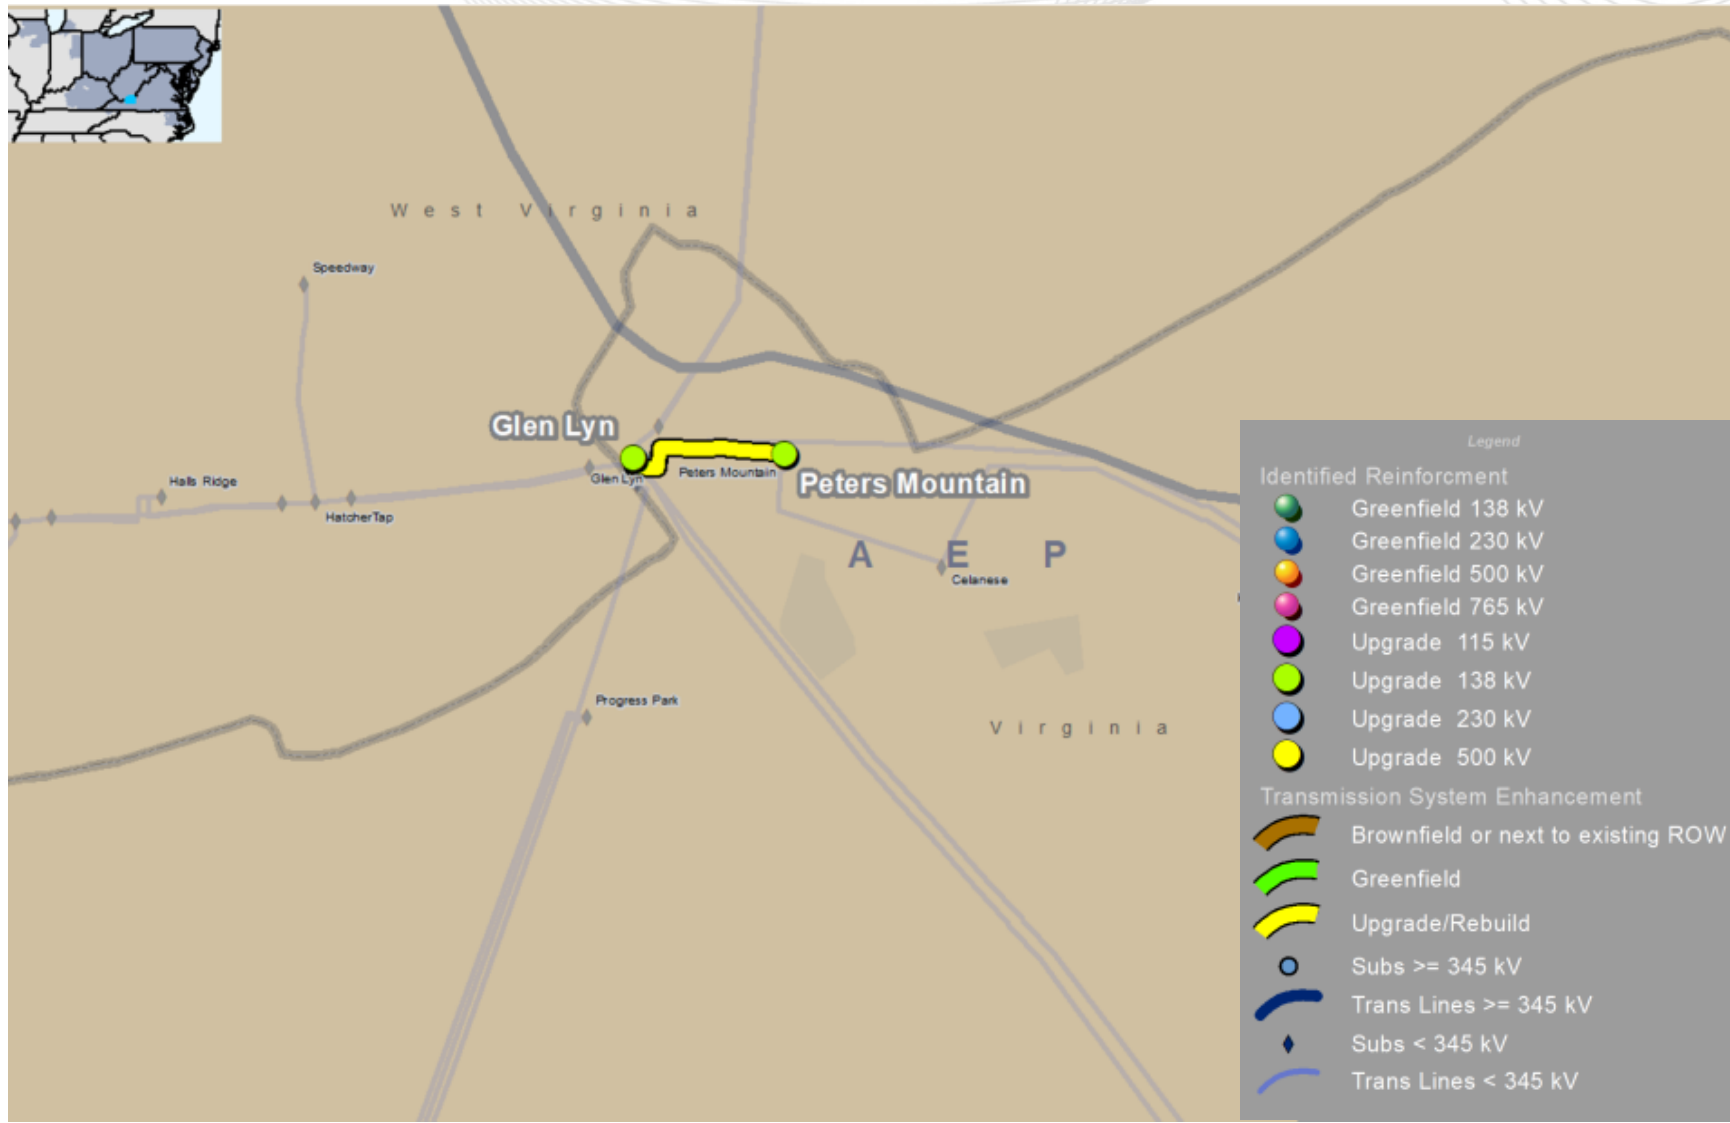 West Virginia
Speedway
Glen Lyn
Halls Ridge
Glen Lyn
Peters Mountain
Peters Mountain
HatcherTap
A E P
Celanese
Progress Park
Virginia
Legend
Identified Reinforcment
Greenfield 138 kV
Greenfield 230 kV
Greenfield 500 kV
Greenfield 765 kV
Upgrade 115 kV
Upgrade 138 kV
Upgrade 230 kV
Upgrade 500 kV
Transmission System Enhancement
Brownfield or next to existing ROW
Greenfield
Upgrade/Rebuild
Subs >= 345 kV
Trans Lines >= 345 kV
Subs < 345 kV
Trans Lines < 345 kV